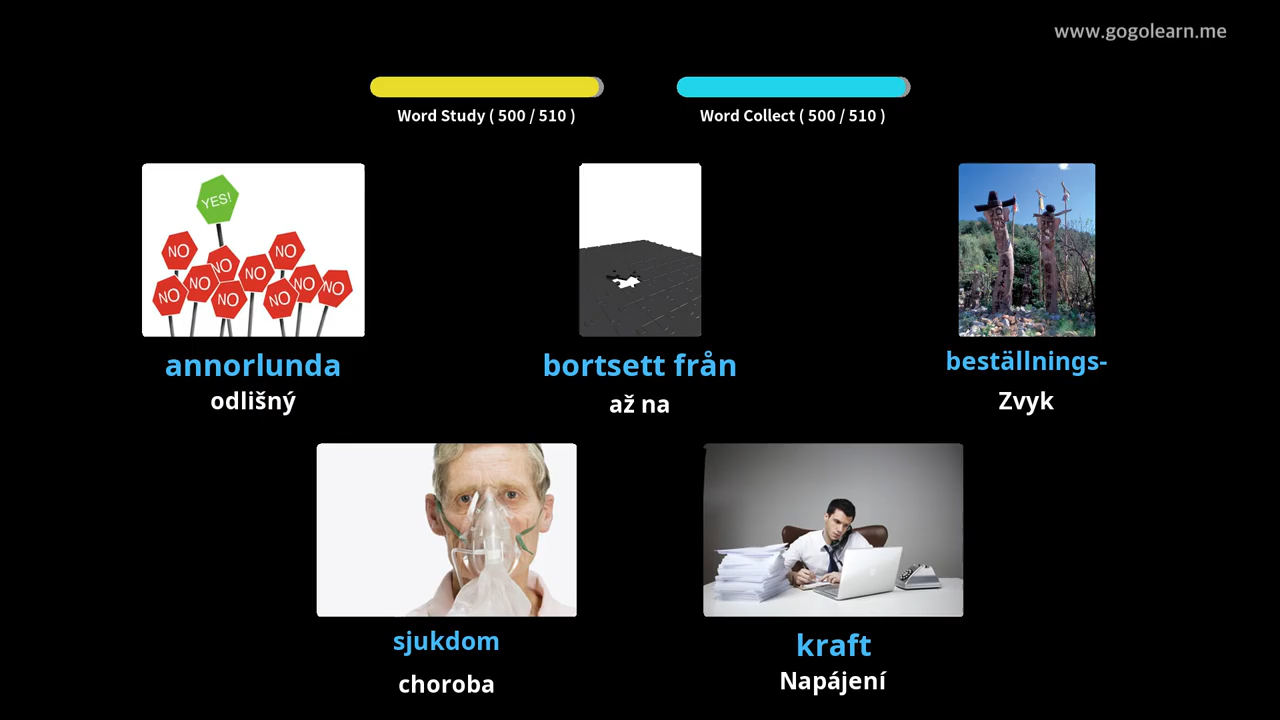 www.gogolearn.me
Word Study ( 500 / 510 )
Word Collect ( 500 / 510 )
YES!
NO
NO
NO
NO
NO
NO
NO
NO
NO
NO
annorlunda
odlišný
bortsett från
až na
beställnings-
Zvyk
sjukdom
choroba
kraft
Napájení